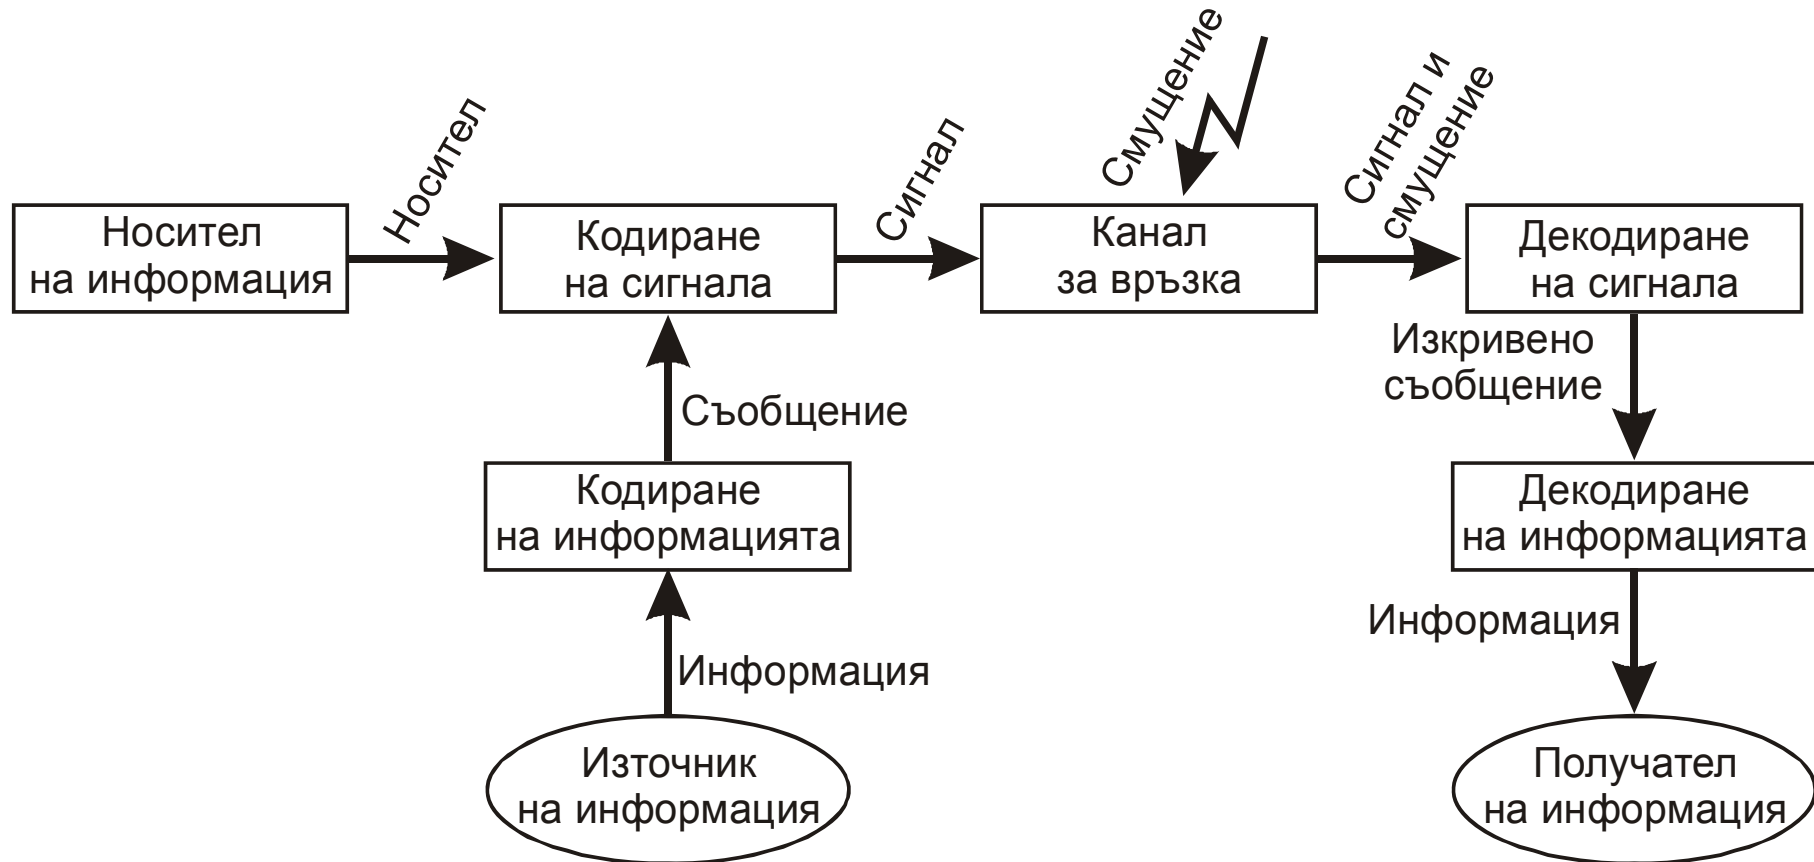 Носител
на информация
Носител
Кодиране
на сигнала
Сигнал
Смущение
Канал
за връзка
Сигнал и
смущение
Декодиране
на сигнала
Съобщение
Изкривено
съобщение
Кодиране
на информацията
Декодиране
на информацията
Информация
Информация
Източник
на информация
Получател
на информация